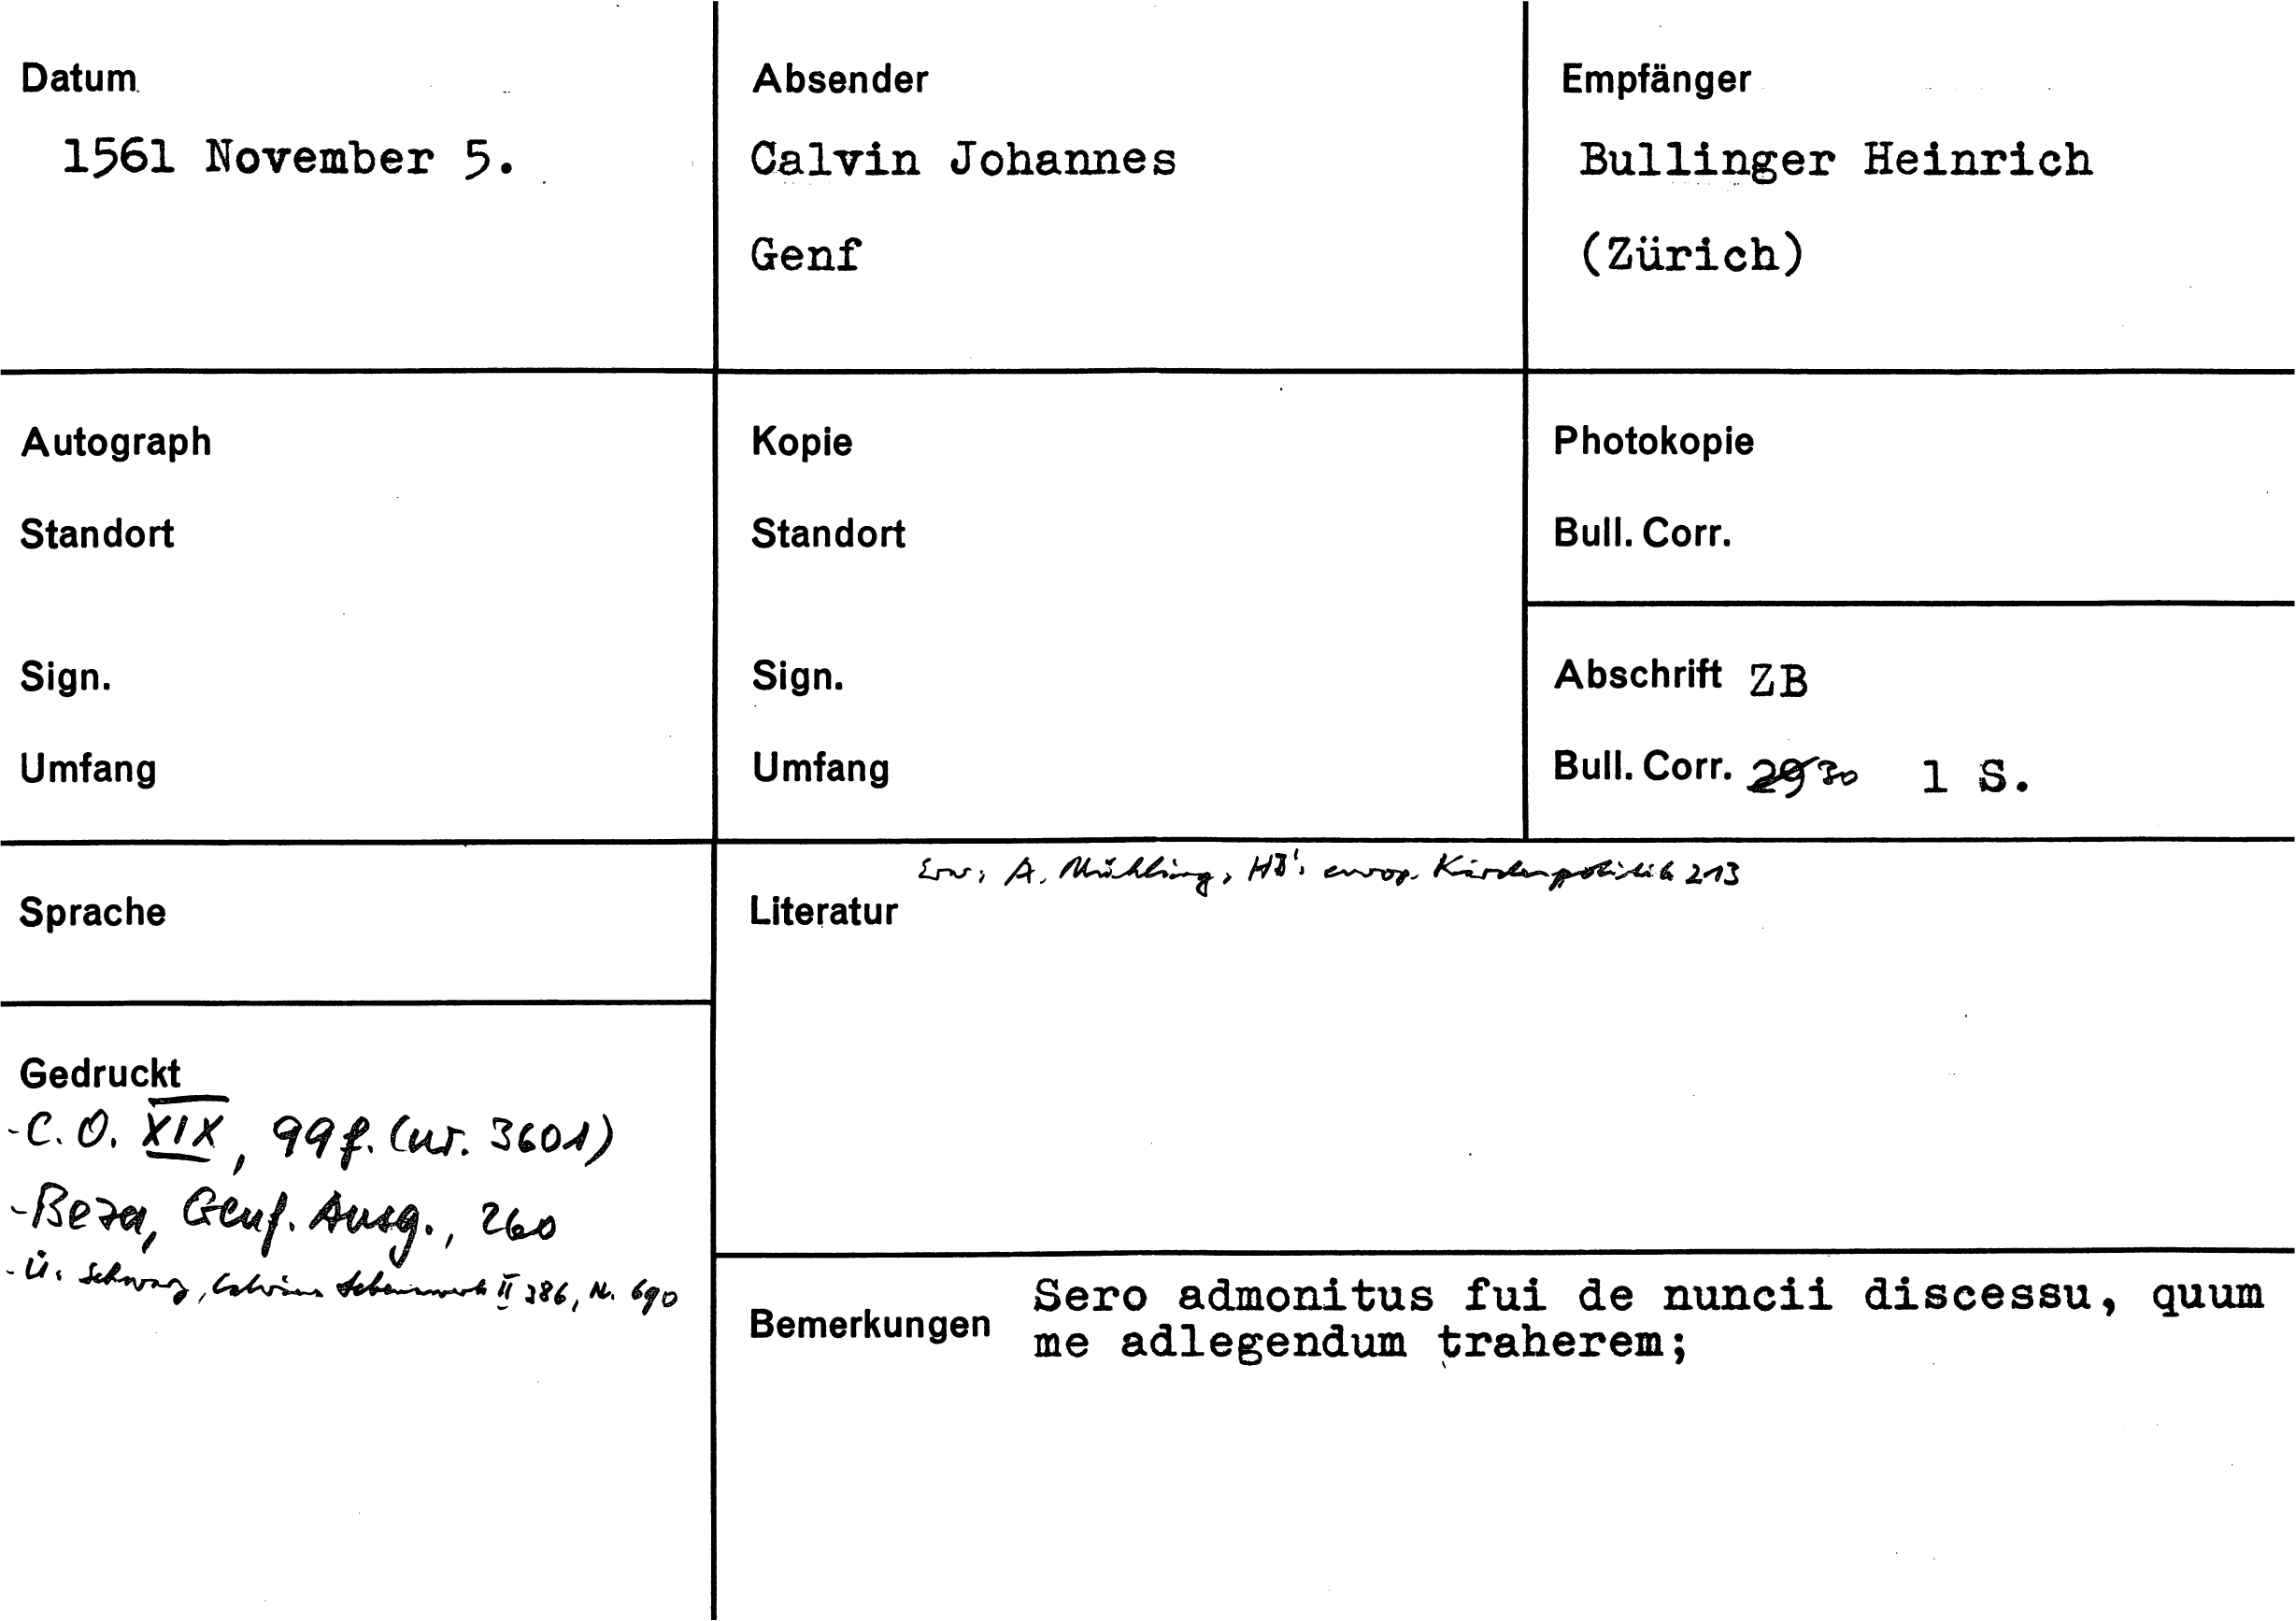 Datum
1561 November 5.
Absender
Calvin Johannes
Genf
Empfänger
Bullinger Heinrich
(Zürich)
Autograph
Standort
Sign.
Umfang
Kopie
Standort
Sign.
Umfang
Photokopie
Bull. Corr.
Abschrift ZB
Bull. Corr. 29 30 1 S.
Sprache
Erw: A. Mühling, HB's europ. Kirchenpolitik 213
Literatur
Gedruckt
-C. O. XIX, 99 f. (nr. 3601)
-Beza, Genf. Ausg., 260
-Ü: Schwarz, Calvins Lebenswerk II 386, Nr. 690
Bemerkungen
Sero admonitus fui de nuncii discessu, quum
me adlegendum traherem;